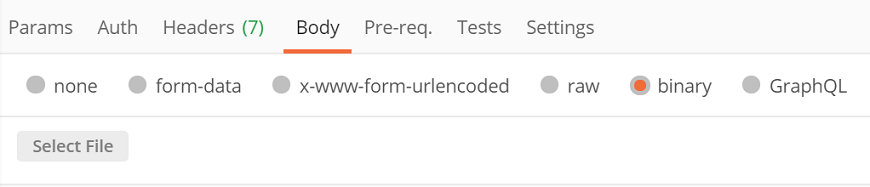 Params Auth Headers (7) Body Pre-req. Tests Settings
none form-data x-www-form-urlencoded raw binary GraphQL
Select File